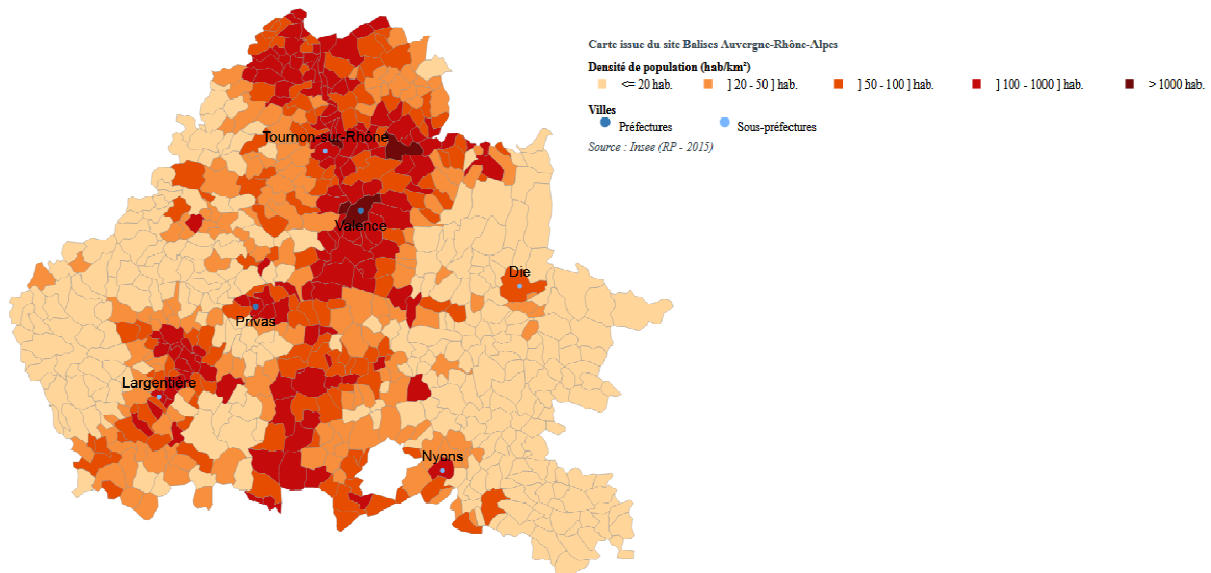 Carte issue du site Balises Auvergne-Rhône-Alpes
Densité de population (hab/km²)
<= 20 hab. ] 20 - 50 ] hab. ] 50 - 100 ] hab. ] 100 - 1000 ] hab. > 1000 hab.
Villes
Préfectures Sous-préfectures
Source : Insee (RP - 2015)
Tournon-sur-Rhône
Valence
Die
Privas
Largentière
Nyons